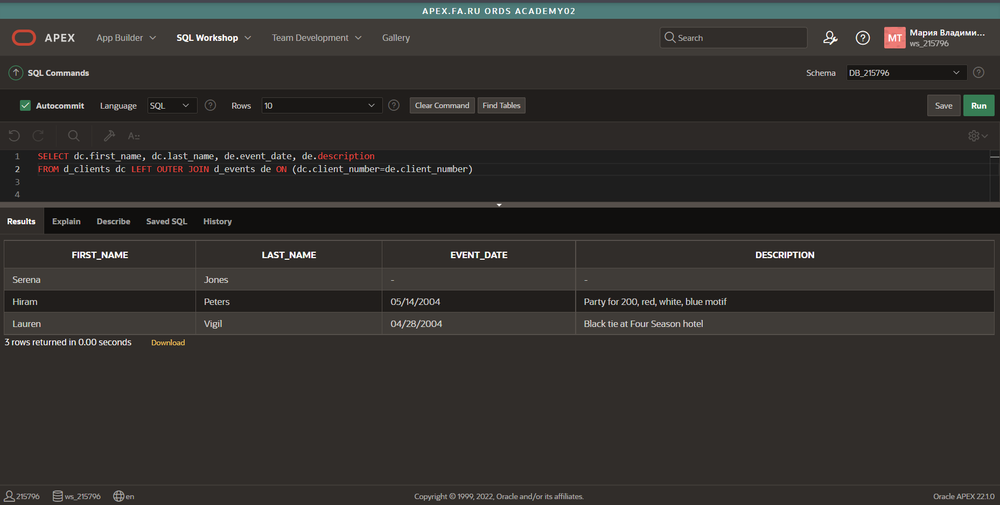 APEX.FA.RU ORDS ACADEMY02
APEX App Builder SQL Workshop Team Development Gallery Search MT Мария Владими...
ws_215796
SQL Commands Schema DB_215796
Autocommit Language SQL Rows 10 Clear Command Find Tables Save Run
A
1 SELECT dc.first_name, dc.last_name, de.event_date, de.description
2 FROM d_clients dc LEFT OUTER JOIN d_events de ON (dc.client_number=de.client_number)
3
4
Results Explain Describe Saved SQL History
FIRST_NAME LAST_NAME EVENT_DATE DESCRIPTION
Serena Jones - -
Hiram Peters 05/14/2004 Party for 200, red, white, blue motif
Lauren Vigil 04/28/2004 Black tie at Four Season hotel
3 rows returned in 0.00 seconds Download
215796 ws_215796 en Copyright © 1999, 2022, Oracle and/or its affiliates. Oracle APEX 22.1.0